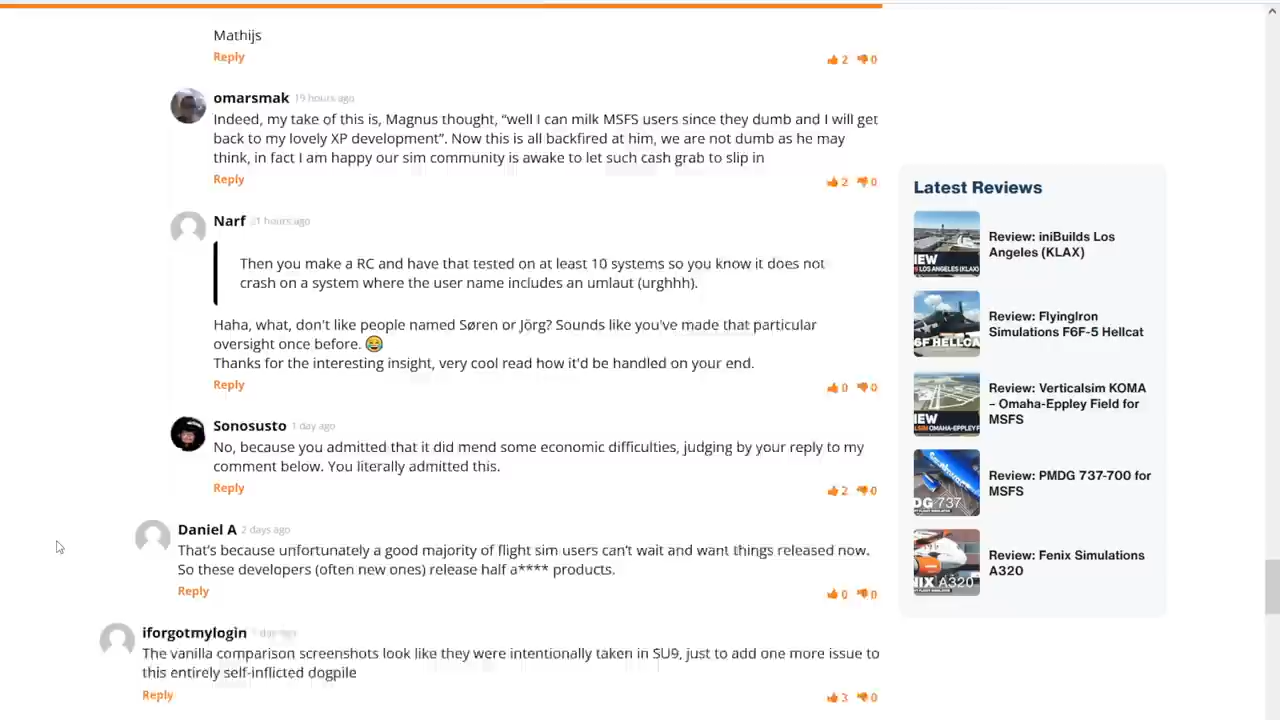 Mathijs
Reply
2 0
omarsmak 19 hours ago
Indeed, my take of this is, Magnus thought, “well I can milk MSFS users since they dumb and I will get
back to my lovely XP development”. Now this is all backfired at him, we are not dumb as he may
think, in fact I am happy our sim community is awake to let such cash grab to slip in
Reply
2 0
Narf 21 hours ago
Then you make a RC and have that tested on at least 10 systems so you know it does not
crash on a system where the user name includes an umlaut (urghhh).
Haha, what, don't like people named Søren or Jörg? Sounds like you've made that particular
oversight once before. 😂
Thanks for the interesting insight, very cool read how it'd be handled on your end.
Reply
0 0
Sonosusto 1 day ago
No, because you admitted that it did mend some economic difficulties, judging by your reply to my
comment below. You literally admitted this.
Reply
2 0
Daniel A 2 days ago
That’s because unfortunately a good majority of flight sim users can’t wait and want things released now.
So these developers (often new ones) release half a**** products.
Reply
0 0
iforgotmylogin 1 day ago
The vanilla comparison screenshots look like they were intentionally taken in SU9, just to add one more issue to
this entirely self-inflicted dogpile
Reply
3 0
Latest Reviews
Review: iniBuilds Los
Angeles (KLAX)
Review: FlyingIron
Simulations F6F-5 Hellcat
Review: Verticalsim KOMA
– Omaha-Eppley Field for
MSFS
Review: PMDG 737-700 for
MSFS
Review: Fenix Simulations
A320